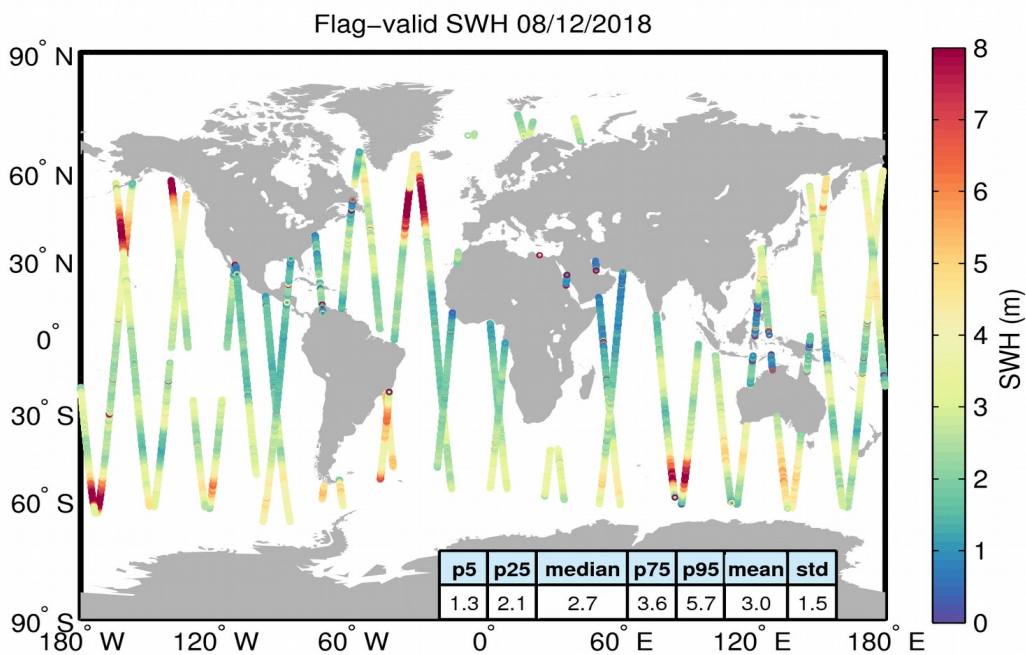 Flag−valid SWH 08/12/2018
90° N
60° N
30° N
0°
30° S
60° S
90° S
180° W
120° W
60° W
0°
60° E
120° E
180° E
p5 p25 median p75 p95 mean std
1.3 2.1 2.7 3.6 5.7 3.0 1.5
8
7
6
5
4
3
2
1
0
SWH (m)